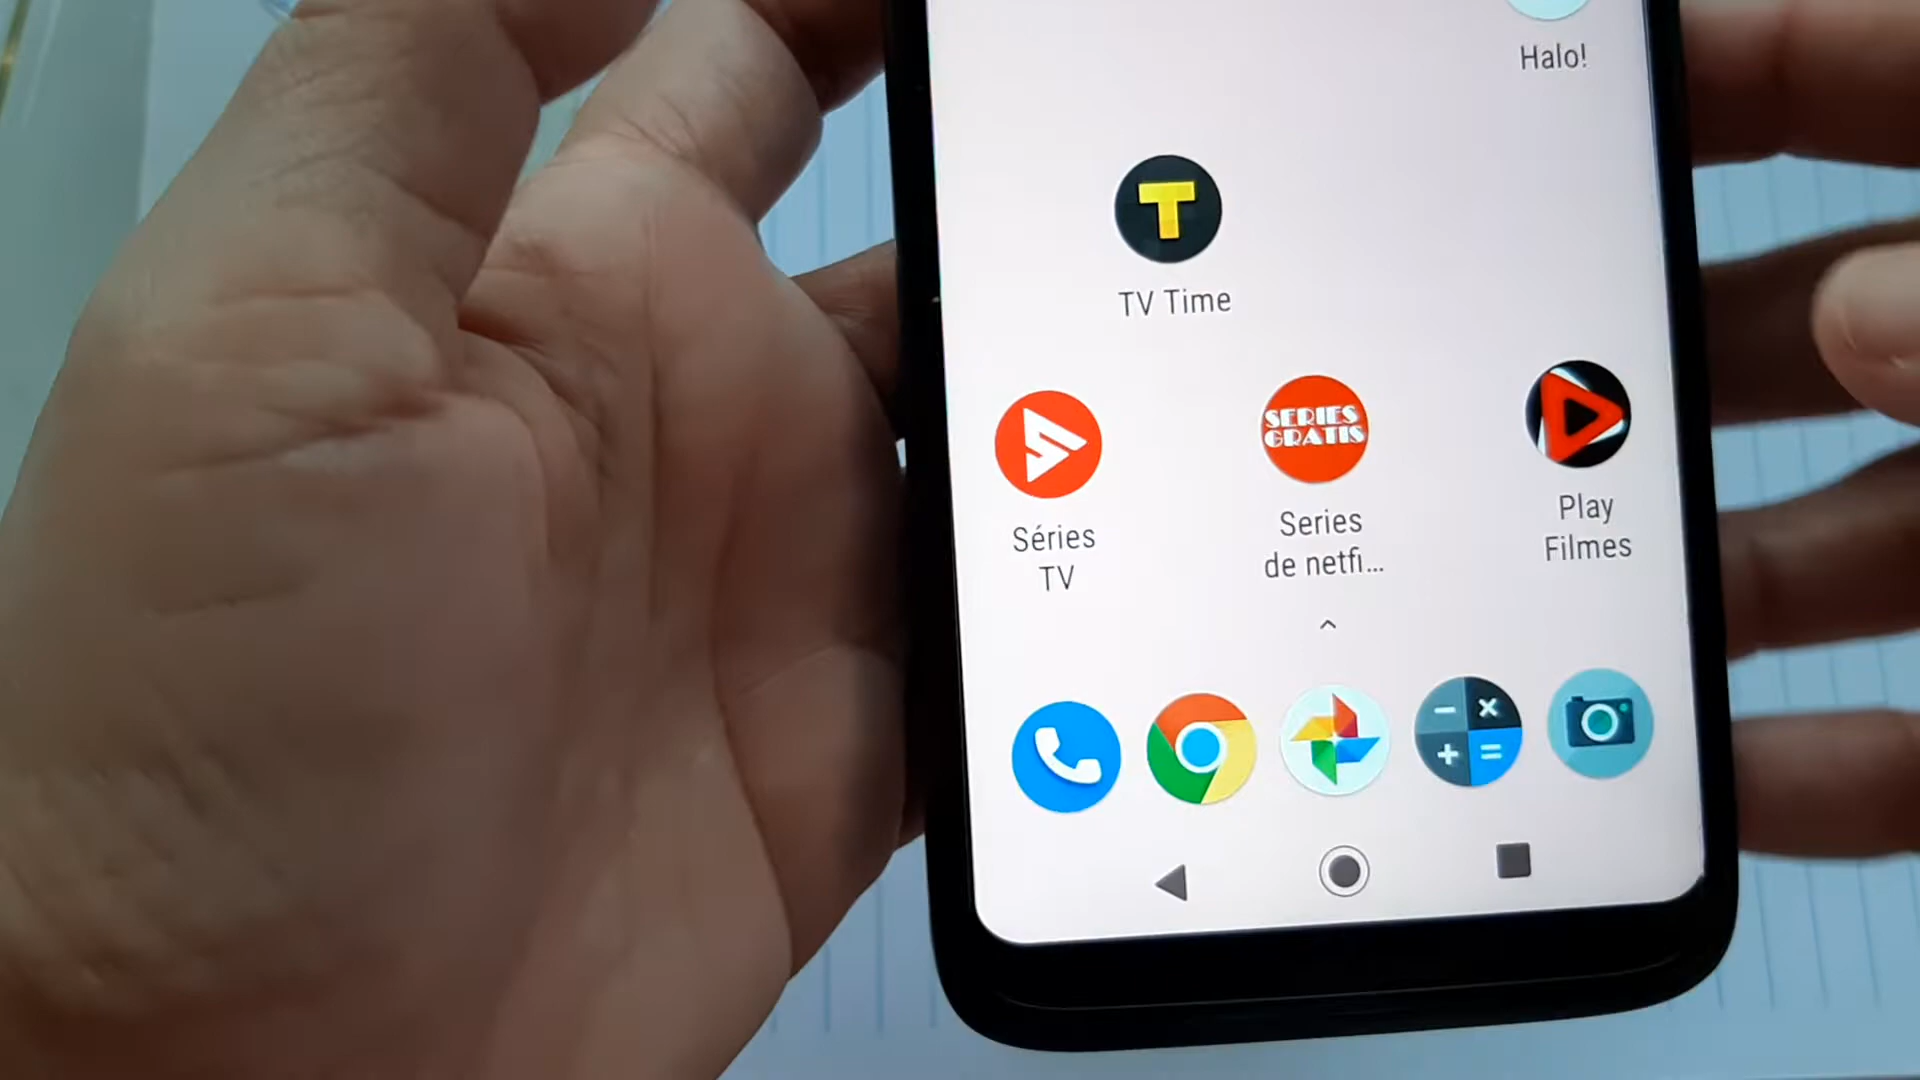 Halo!
T
TV Time
SERIES
GRATIS
Séries
TV
Series
de netfi...
Play
Filmes